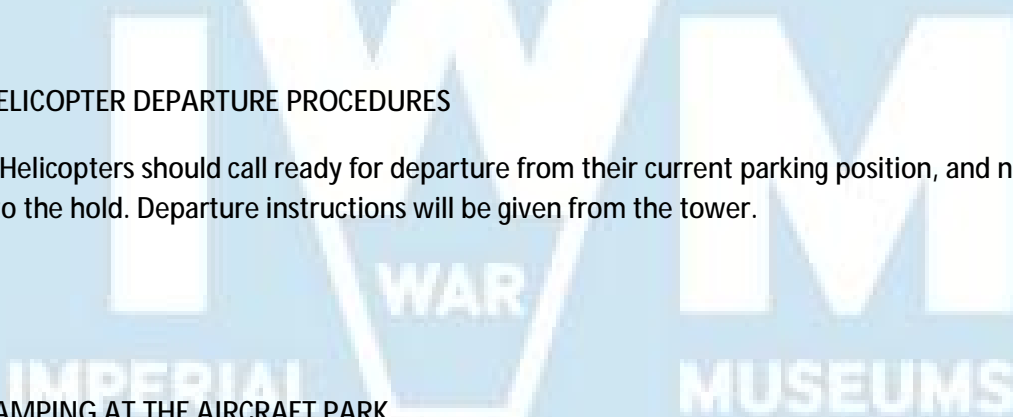 ELICOPTER DEPARTURE PROCEDURES
Helicopters should call ready for departure from their current parking position, and n
o the hold. Departure instructions will be given from the tower.
IWM
WAR
IMPERIAL MUSEUMS
AMPING AT THE AIRCRAFT PARK